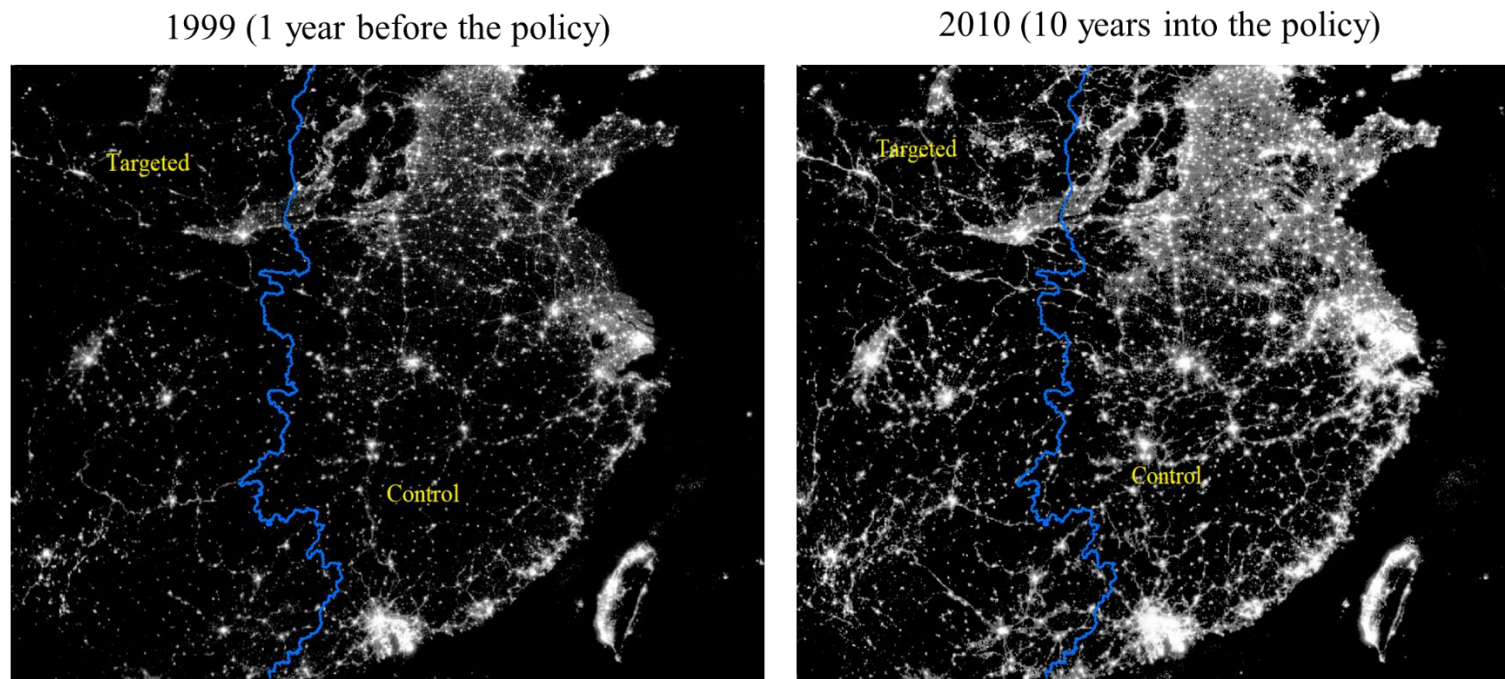 1999 (1 year before the policy)
2010 (10 years into the policy)
Targeted
Control
Targeted
Control